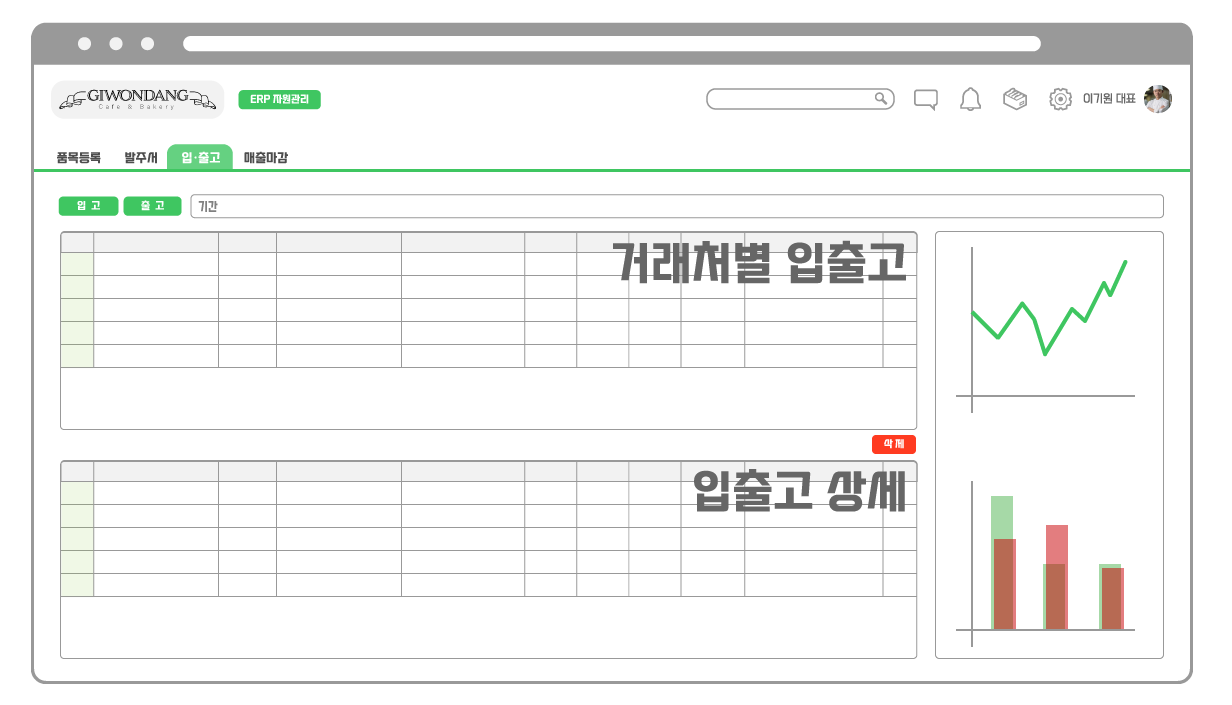 GIWONDANG
Cafe & Bakery
ERP 자원관리
이기원 대표
품목등록 발주서 입·출고 매출마감
입 고 출 고 기간
거래처별 입출고
삭제
입출고 상세